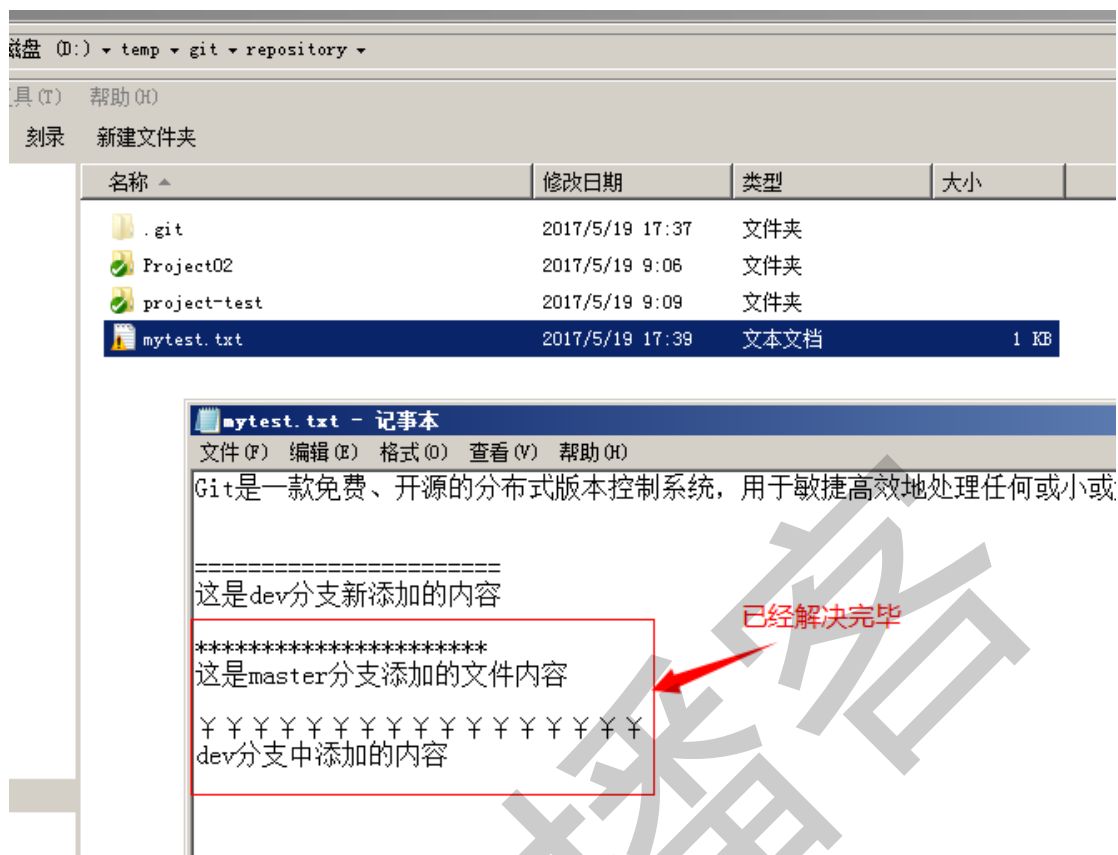 磁盘 (D:) ▾ temp ▾ git ▾ repository ▾
具(T) 帮助(H)
刻录 新建文件夹
名称 修改日期 类型 大小
.git 2017/5/19 17:37 文件夹
Project02 2017/5/19 9:06 文件夹
project-test 2017/5/19 9:09 文件夹
mytest.txt 2017/5/19 17:39 文本文档 1 KB
mytest.txt - 记事本
文件(F) 编辑(E) 格式(O) 查看(V) 帮助(H)
Git是一款免费、开源的分布式版本控制系统，用于敏捷高效地处理任何或小或
=======================
这是dev分支新添加的内容
已经解决完毕
**********************
这是master分支添加的文件内容
￥￥￥￥￥￥￥￥￥￥￥￥￥￥￥￥￥
dev分支中添加的内容
播客